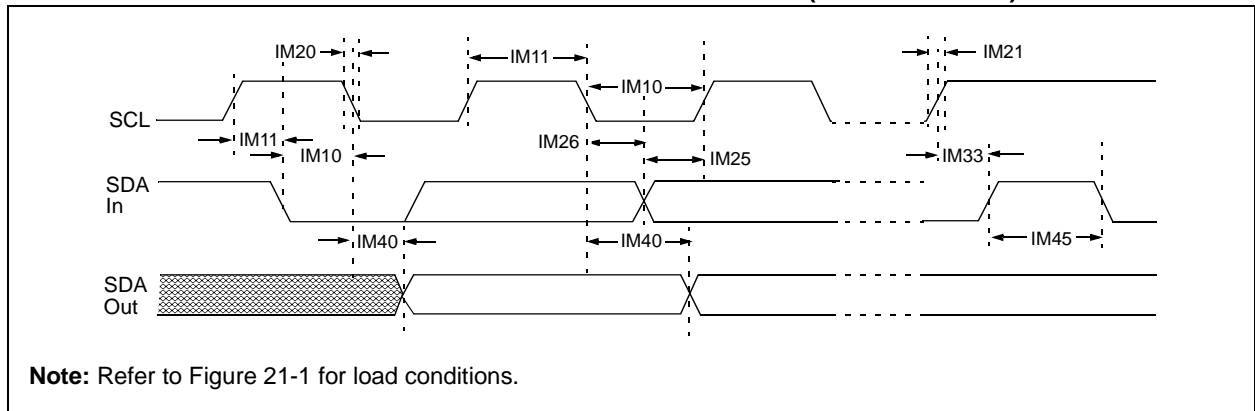 IM20
IM11
IM21
IM10
SCL
IM11
IM26
IM10
IM25
IM33
SDA
In
IM40
IM40
IM45
SDA
Out
Note: Refer to Figure 21-1 for load conditions.